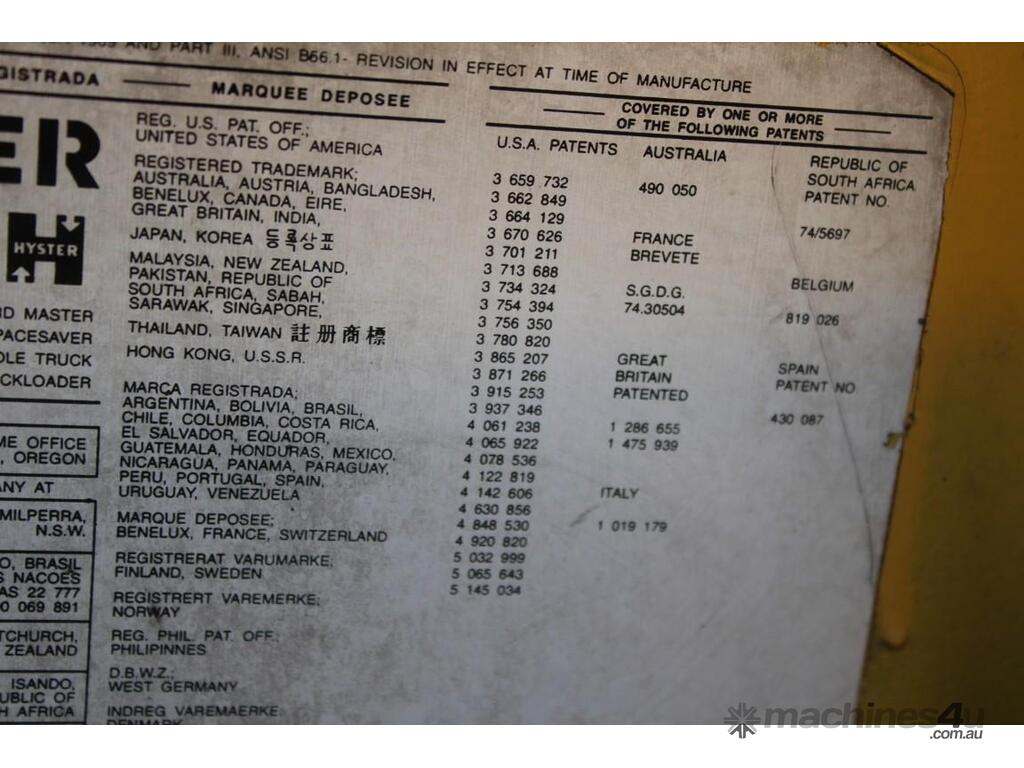 1969 AND PART III, ANSI B56.1- REVISION IN EFFECT AT TIME OF MANUFACTURE
GISTRADA
MARQUEE DEPOSEE
ER
HYSTER
D MASTER
PACESAVER
DLE TRUCK
CKLOADER
ME OFFICE
, OREGON
ANY AT
MILPERRA,
N.S.W.
O, BRASIL
S NACOES
AS 22 777
0 069 891
TCHURCH,
ZEALAND
ISANDO,
UBLIC OF
H AFRICA
REG. U.S. PAT. OFF.;
UNITED STATES OF AMERICA
REGISTERED TRADEMARK;
AUSTRALIA, AUSTRIA, BANGLADESH,
BENELUX, CANADA, EIRE,
GREAT BRITAIN, INDIA,
JAPAN, KOREA 등록상표
MALAYSIA, NEW ZEALAND,
PAKISTAN, REPUBLIC OF
SOUTH AFRICA, SABAH,
SARAWAK, SINGAPORE,
THAILAND, TAIWAN 註册商標
HONG KONG, U.S.S.R.
MARCA REGISTRADA;
ARGENTINA, BOLIVIA, BRASIL,
CHILE, COLUMBIA, COSTA RICA,
EL SALVADOR, EQUADOR,
GUATEMALA, HONDURAS, MEXICO,
NICARAGUA, PANAMA, PARAGUAY,
PERU, PORTUGAL, SPAIN,
URUGUAY, VENEZUELA
MARQUE DEPOSEE;
BENELUX, FRANCE, SWITZERLAND
REGISTRERAT VARUMARKE;
FINLAND, SWEDEN
REGISTRERT VAREMERKE;
NORWAY
REG. PHIL. PAT. OFF.;
PHILIPINNES
D.B.W.Z.;
WEST GERMANY
INDREG VAREMAERKE:
DENMARK
COVERED BY ONE OR MORE
OF THE FOLLOWING PATENTS
U.S.A. PATENTS
3 659 732
3 662 849
3 664 129
3 670 626
3 701 211
3 713 688
3 734 324
3 754 394
3 756 350
3 780 820
3 865 207
3 871 266
3 915 253
3 937 346
4 061 238
4 065 922
4 078 536
4 122 819
4 142 606
4 630 856
4 848 530
4 920 820
5 032 999
5 065 643
5 145 034
AUSTRALIA
490 050
FRANCE
BREVETE
S.G.D.G.
74.30504
GREAT
BRITAIN
PATENTED
1 286 655
1 475 939
ITALY
1 019 179
REPUBLIC OF
SOUTH AFRICA
PATENT NO.
74/5697
BELGIUM
819 026
SPAIN
PATENT NO
430 087
machines4u
.com.au